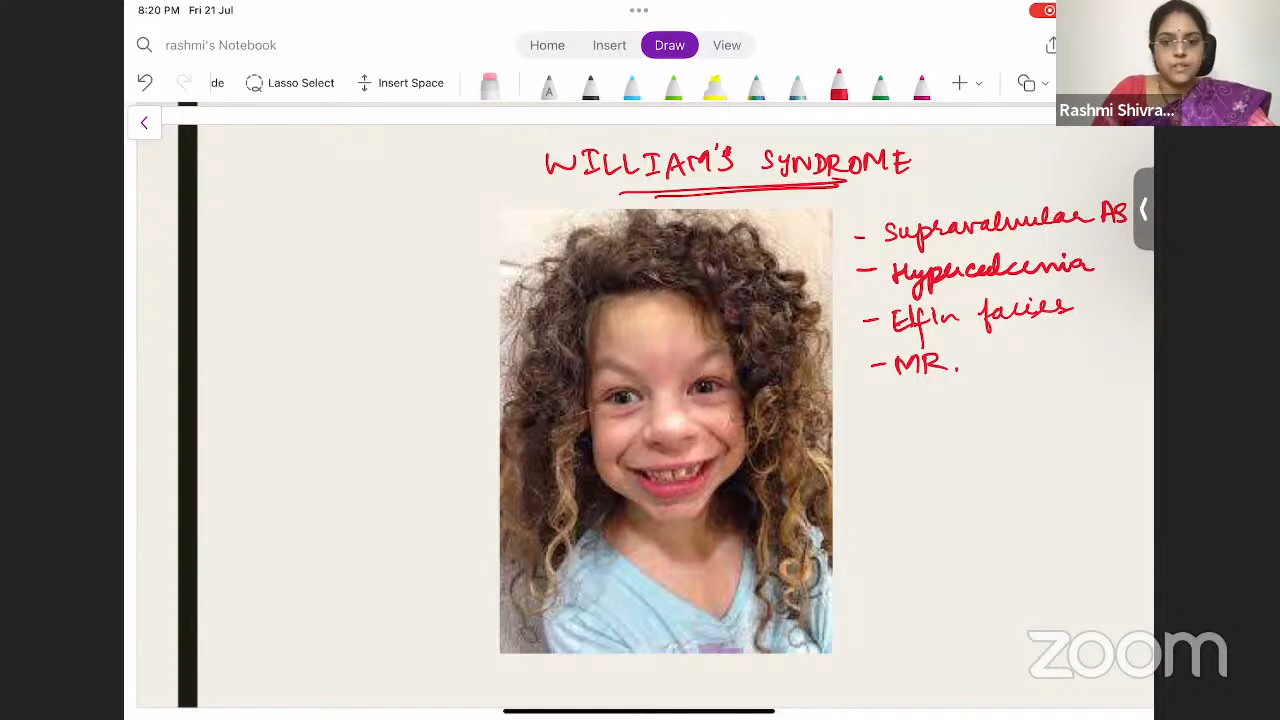 8:20 PM Fri 21 Jul
rashmi's Notebook
Home Insert Draw View
de Lasso Select Insert Space
A
Rashmi Shivra...
WILLIAM'S SYNDROME
- Supravalvular AS
- Hypercalcemia
- Elfin facies
- MR.
zoom